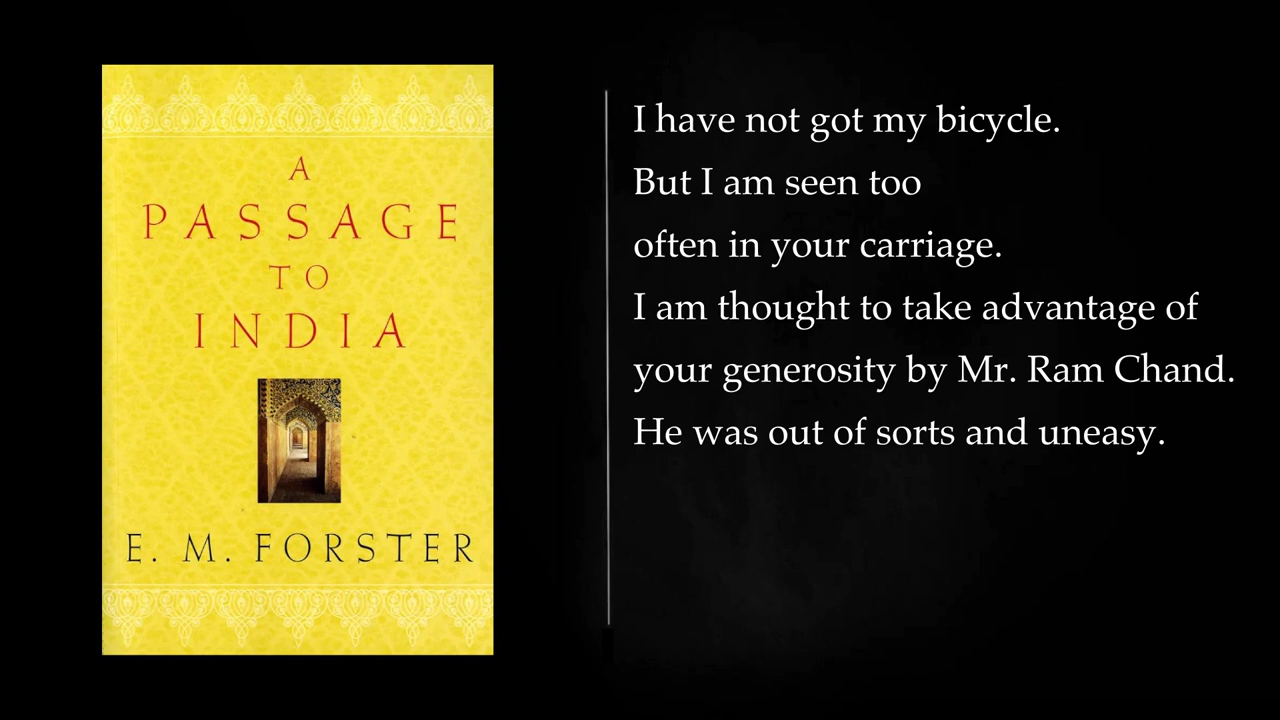 A
PASSAGE
TO
INDIA
E. M. FORSTER
I have not got my bicycle.
But I am seen too
often in your carriage.
I am thought to take advantage of
your generosity by Mr. Ram Chand.
He was out of sorts and uneasy.